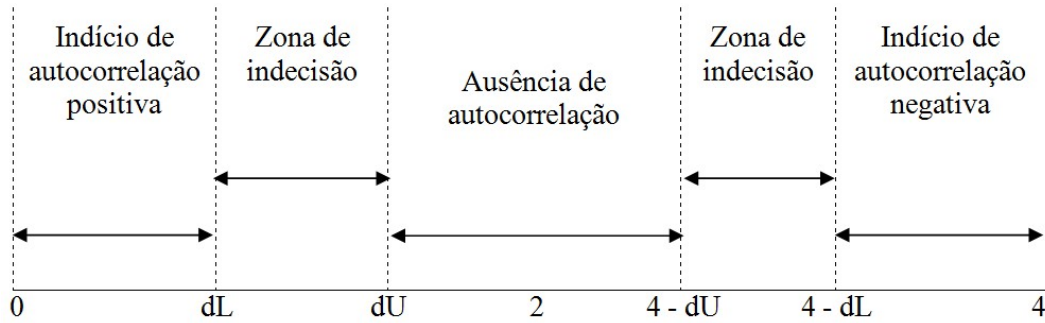 Indício de
autocorrelação
positiva
Zona de
indecisão
Ausência de
autocorrelação
Zona de
indecisão
Indício de
autocorrelação
negativa
0 dL dU 2 4 - dU 4 - dL 4